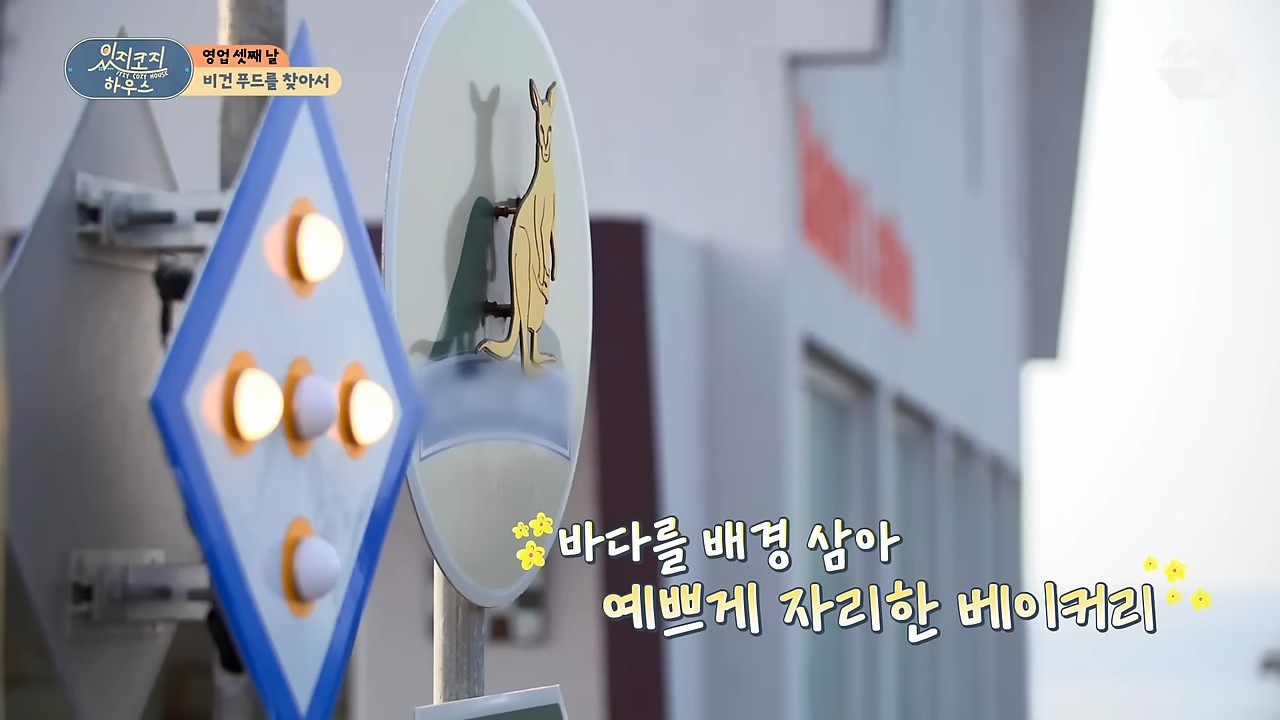 있지코지
ITZY COZY HOUSE
하우스
영업 셋째 날
비건 푸드를 찾아서
바다를 배경 삼아
예쁘게 자리한 베이커리